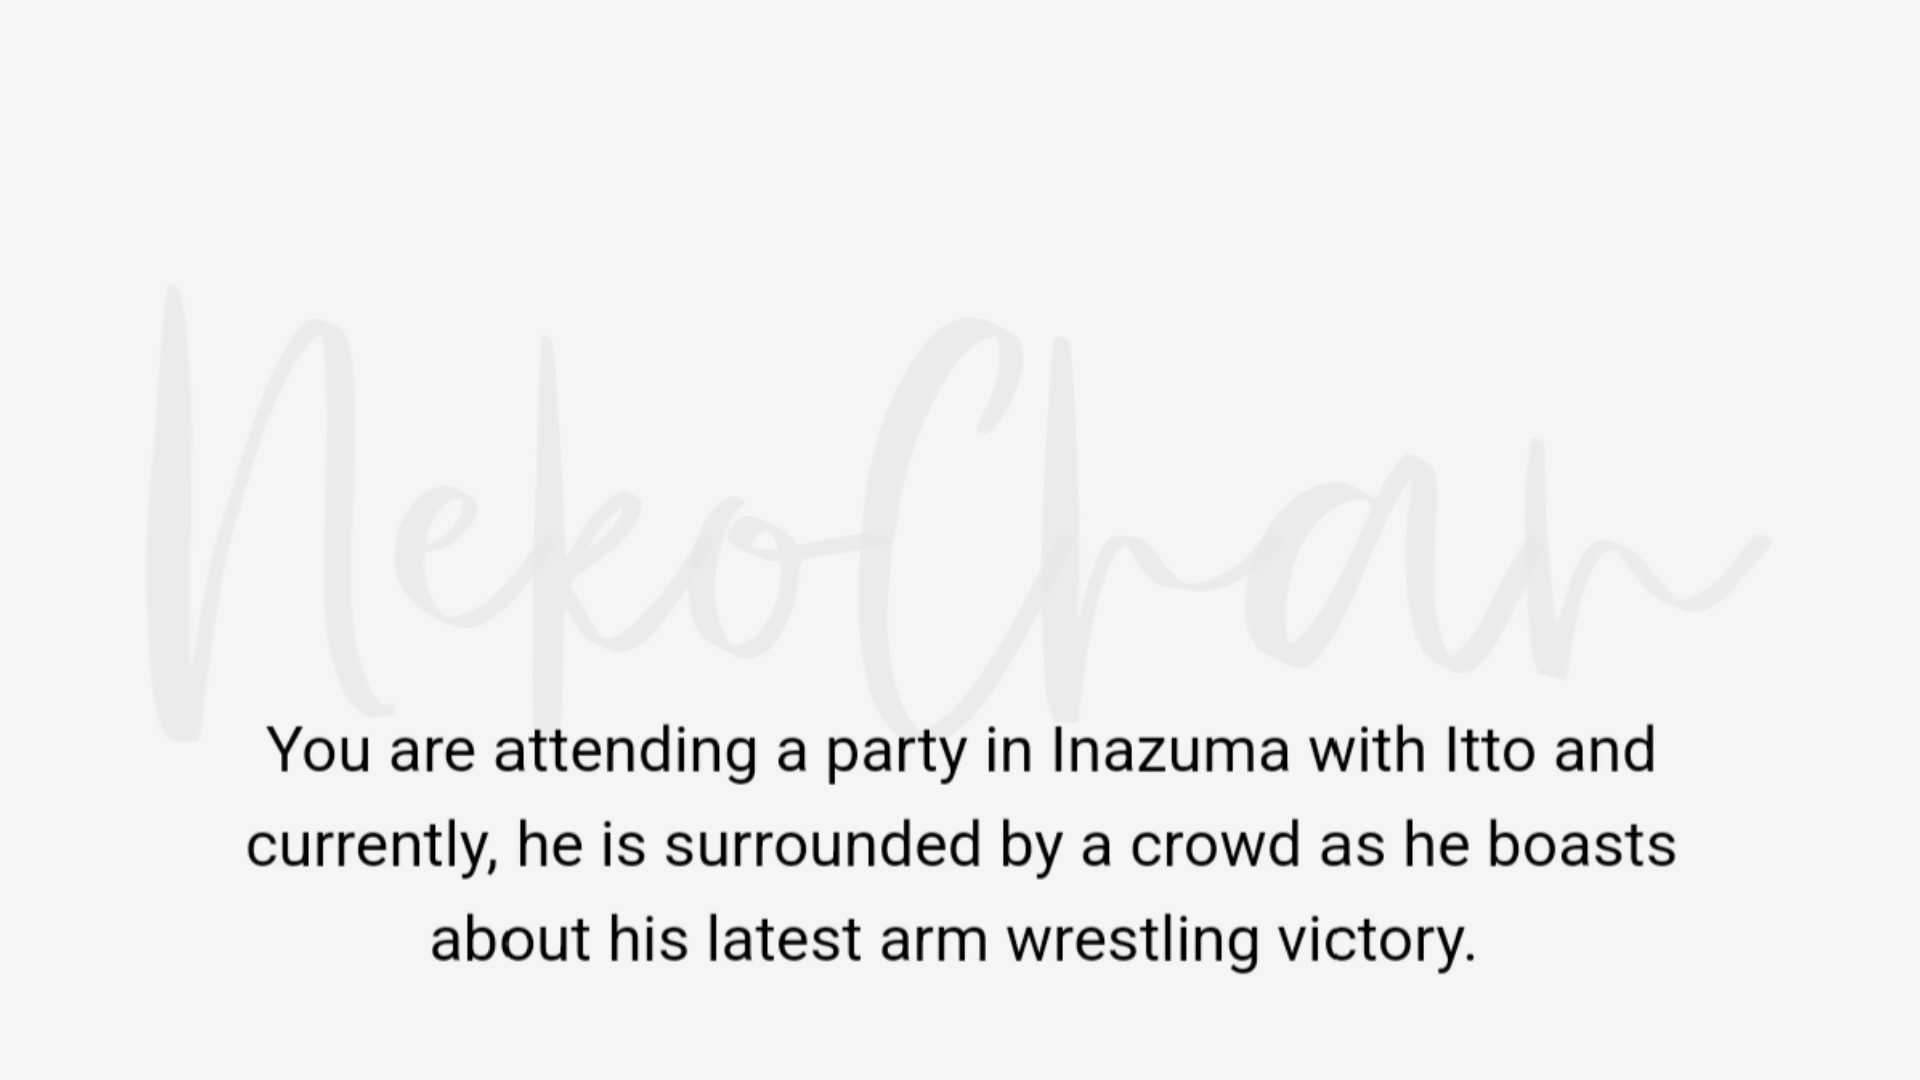 NekoChan
You are attending a party in Inazuma with Itto and
currently, he is surrounded by a crowd as he boasts
about his latest arm wrestling victory.